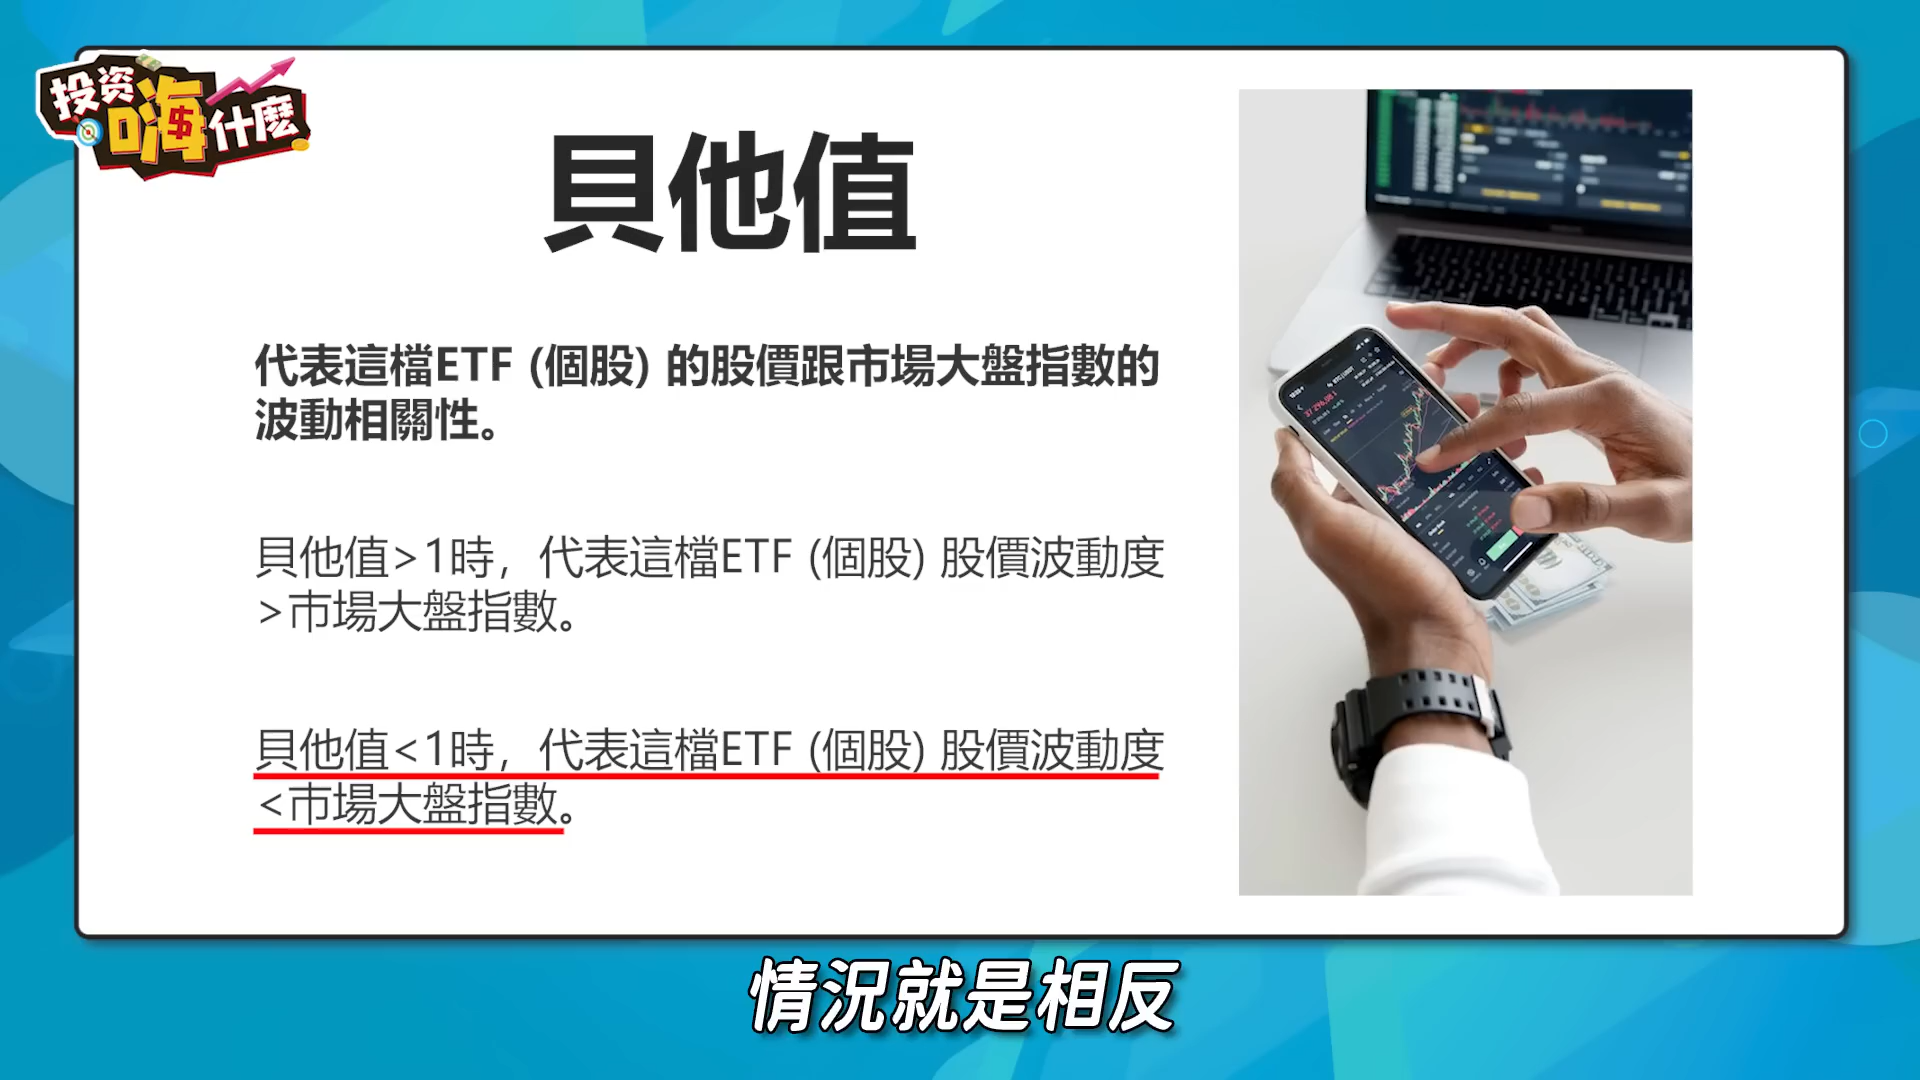 投资
嗨什麼
貝他值
代表這檔ETF (個股) 的股價跟市場大盤指數的
波動相關性。
貝他值>1時，代表這檔ETF (個股) 股價波動度
>市場大盤指數。
貝他值<1時，代表這檔ETF (個股) 股價波動度
<市場大盤指數。
情況就是相反